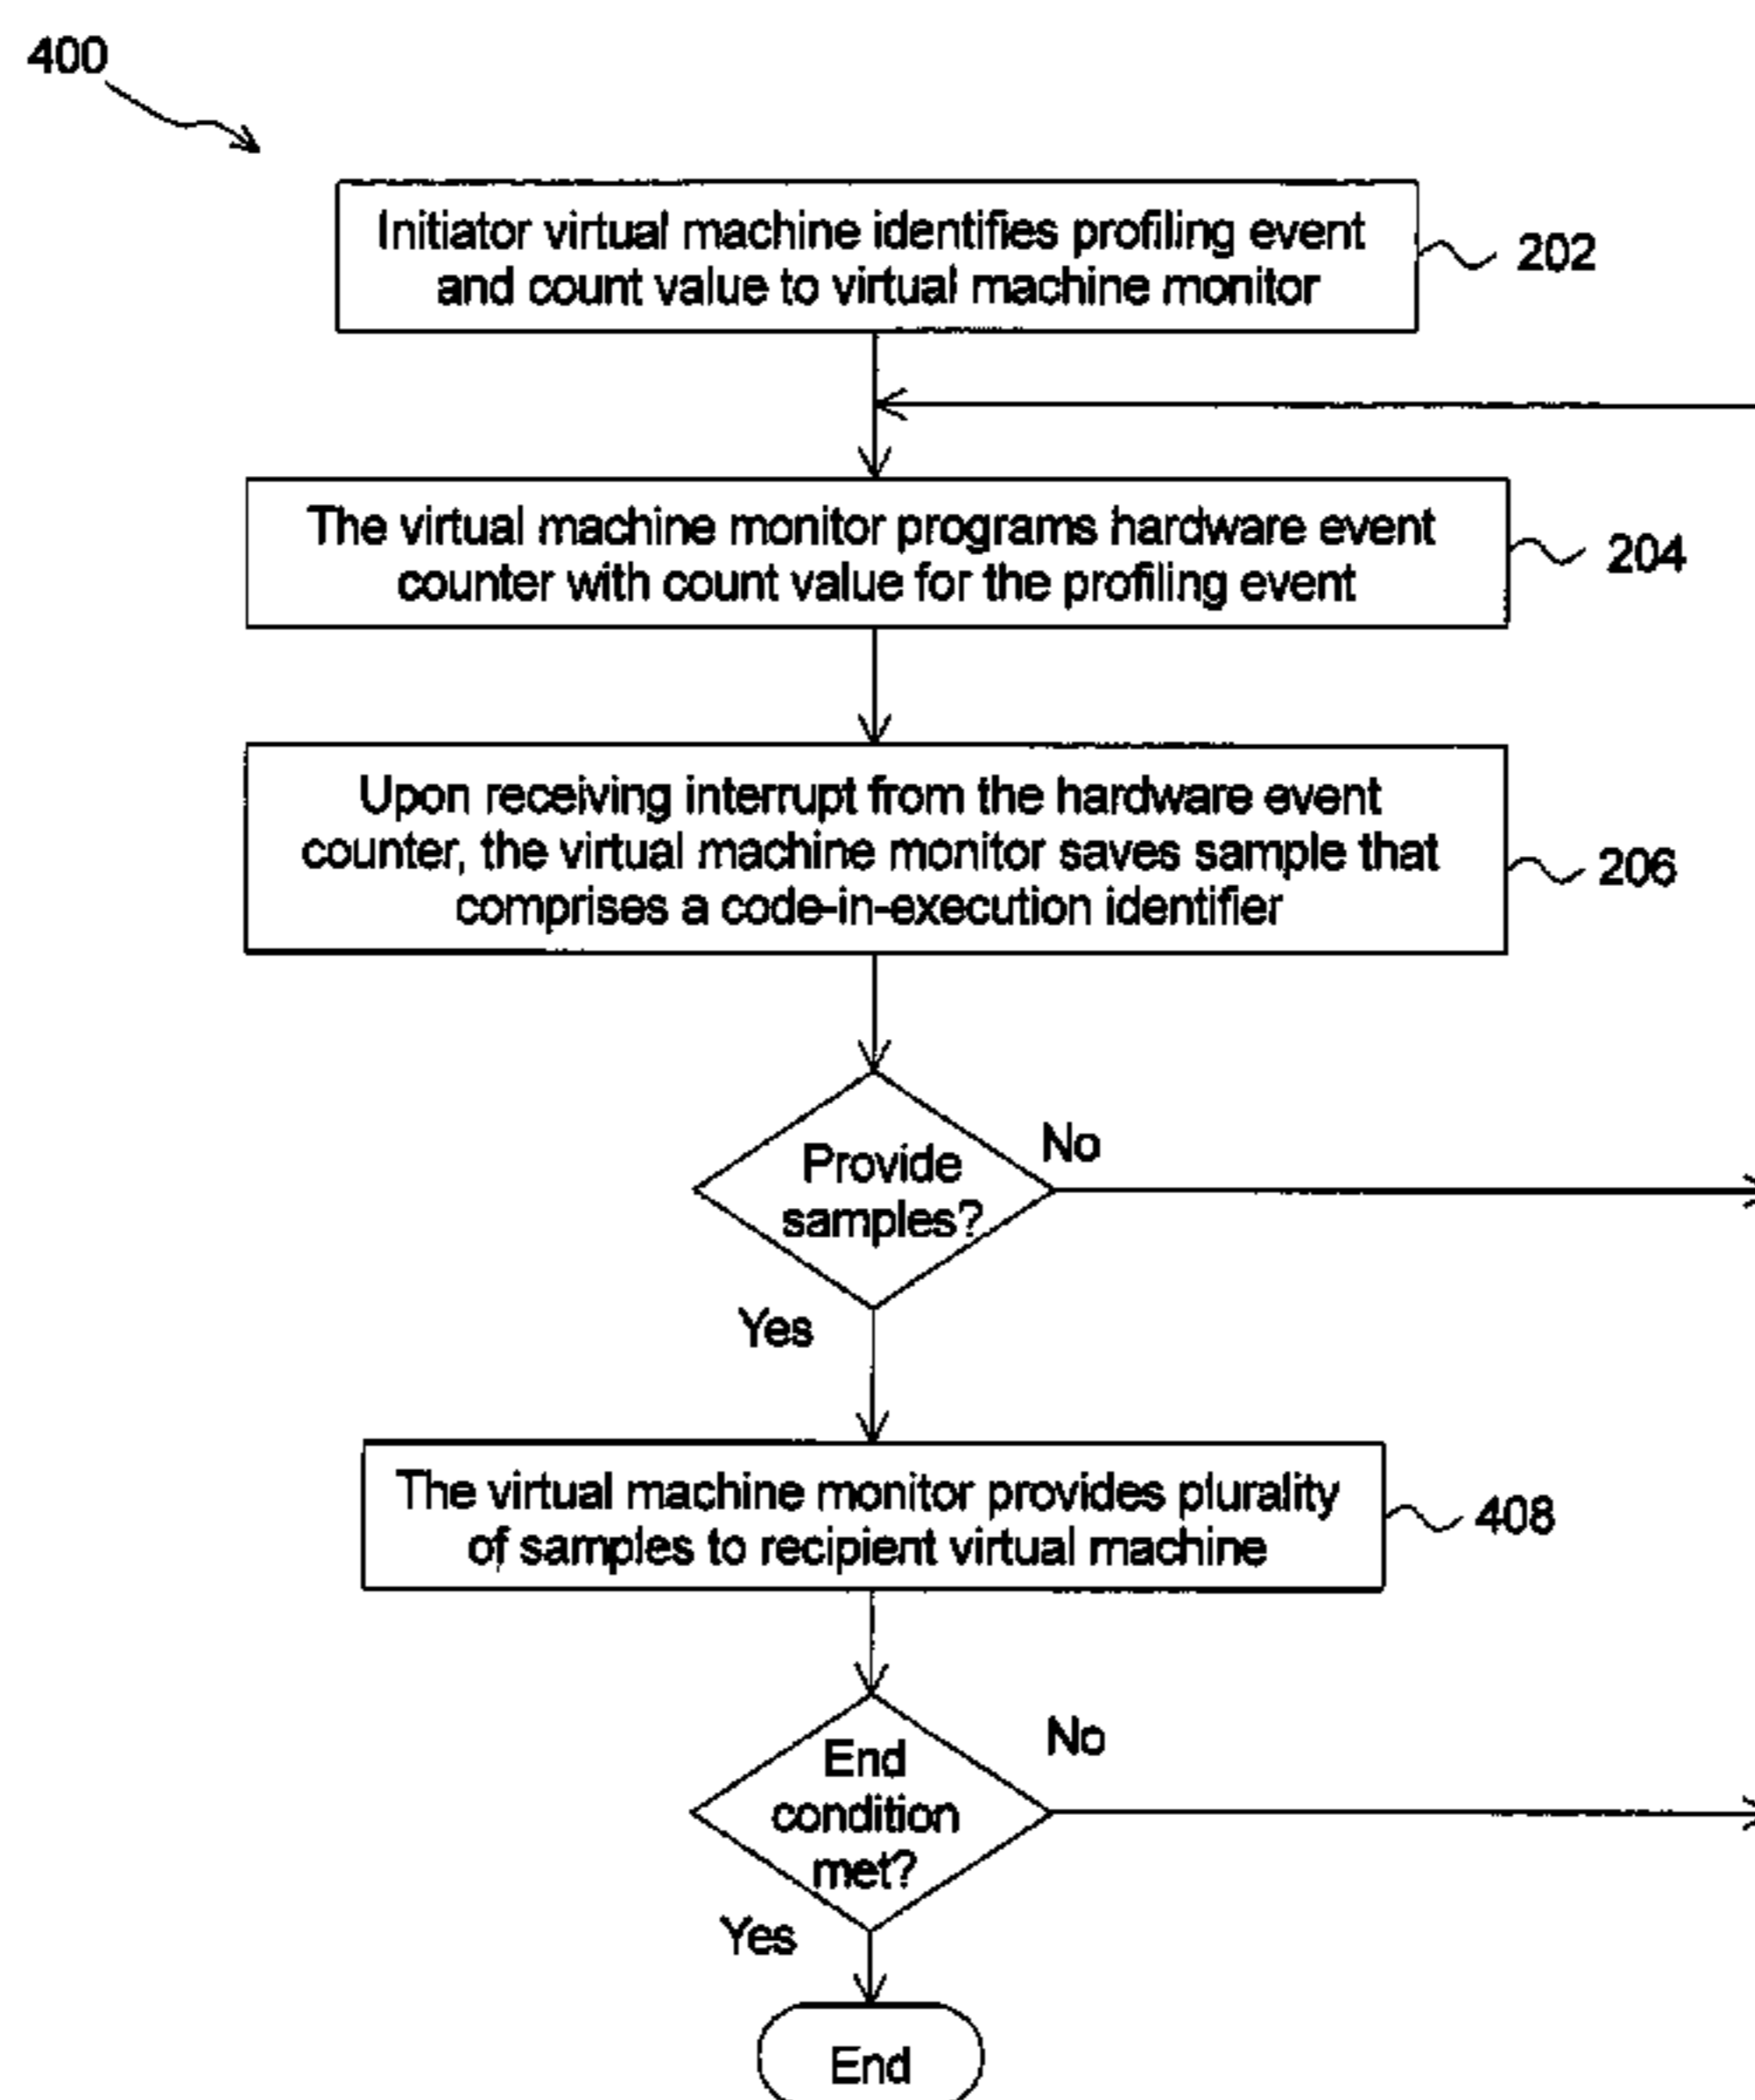 400
Initiator virtual machine identifies profiling event
and count value to virtual machine monitor
202
The virtual machine monitor programs hardware event
counter with count value for the profiling event
204
Upon receiving interrupt from the hardware event
counter, the virtual machine monitor saves sample that
comprises a code-in-execution identifier
206
Provide
samples?
No
Yes
The virtual machine monitor provides plurality
of samples to recipient virtual machine
408
End
condition
met?
No
Yes
End